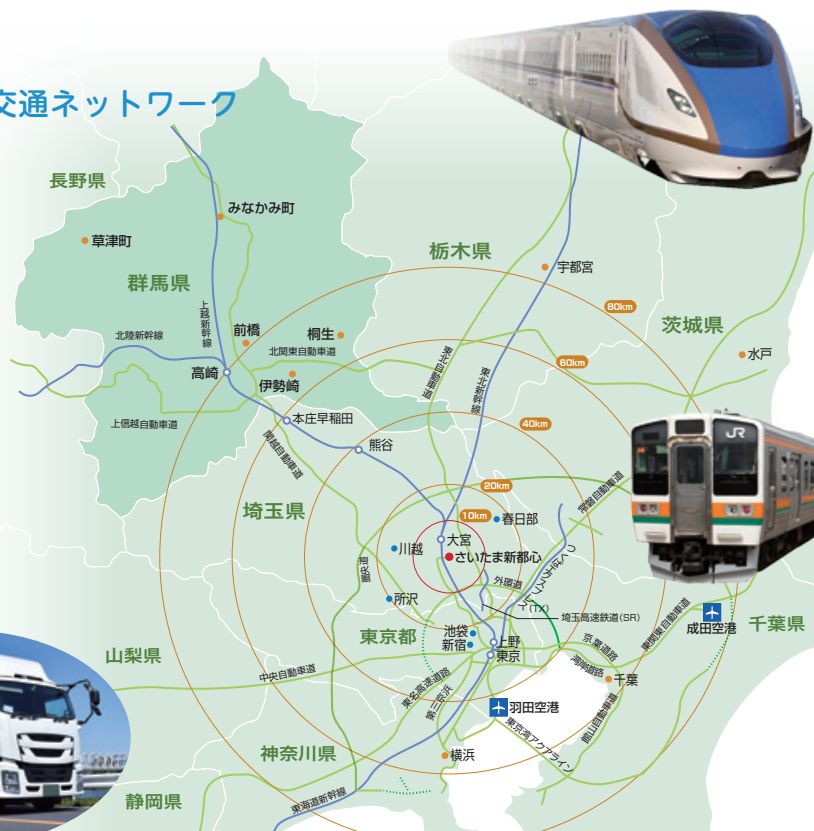 交通ネットワーク
長野県
みなかみ町
草津町
栃木県
宇都宮
群馬県
80km
上越新幹線
茨城県
北陸新幹線
前橋
桐生
北関東自動車道
東北自動車道
東北新幹線
60km
水戸
高崎
伊勢崎
上信越自動車道
本庄早稲田
40km
関越自動車道
熊谷
JR
20km
常磐自動車道
埼玉県
10km
春日部
大宮
川越
さいたま新都心
圏央道
外環道
つくばエクスプレス(TX)
所沢
埼玉高速鉄道(SR)
東京都
池袋
新宿
上野
東京
京葉道路
東関東自動車道
成田空港
千葉県
山梨県
中央自動車道
湾岸道路
千葉
東名高速道路
第三京浜
羽田空港
館山自動車道
東京湾アクアライン
神奈川県
横浜
静岡県
東海道新幹線